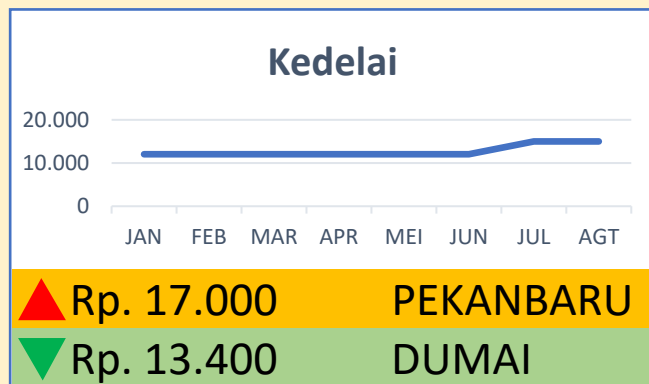 Kedelai
20.000
10.000
0
JAN FEB MAR APR MEI JUN JUL AGT
Rp. 17.000 PEKANBARU
Rp. 13.400 DUMAI